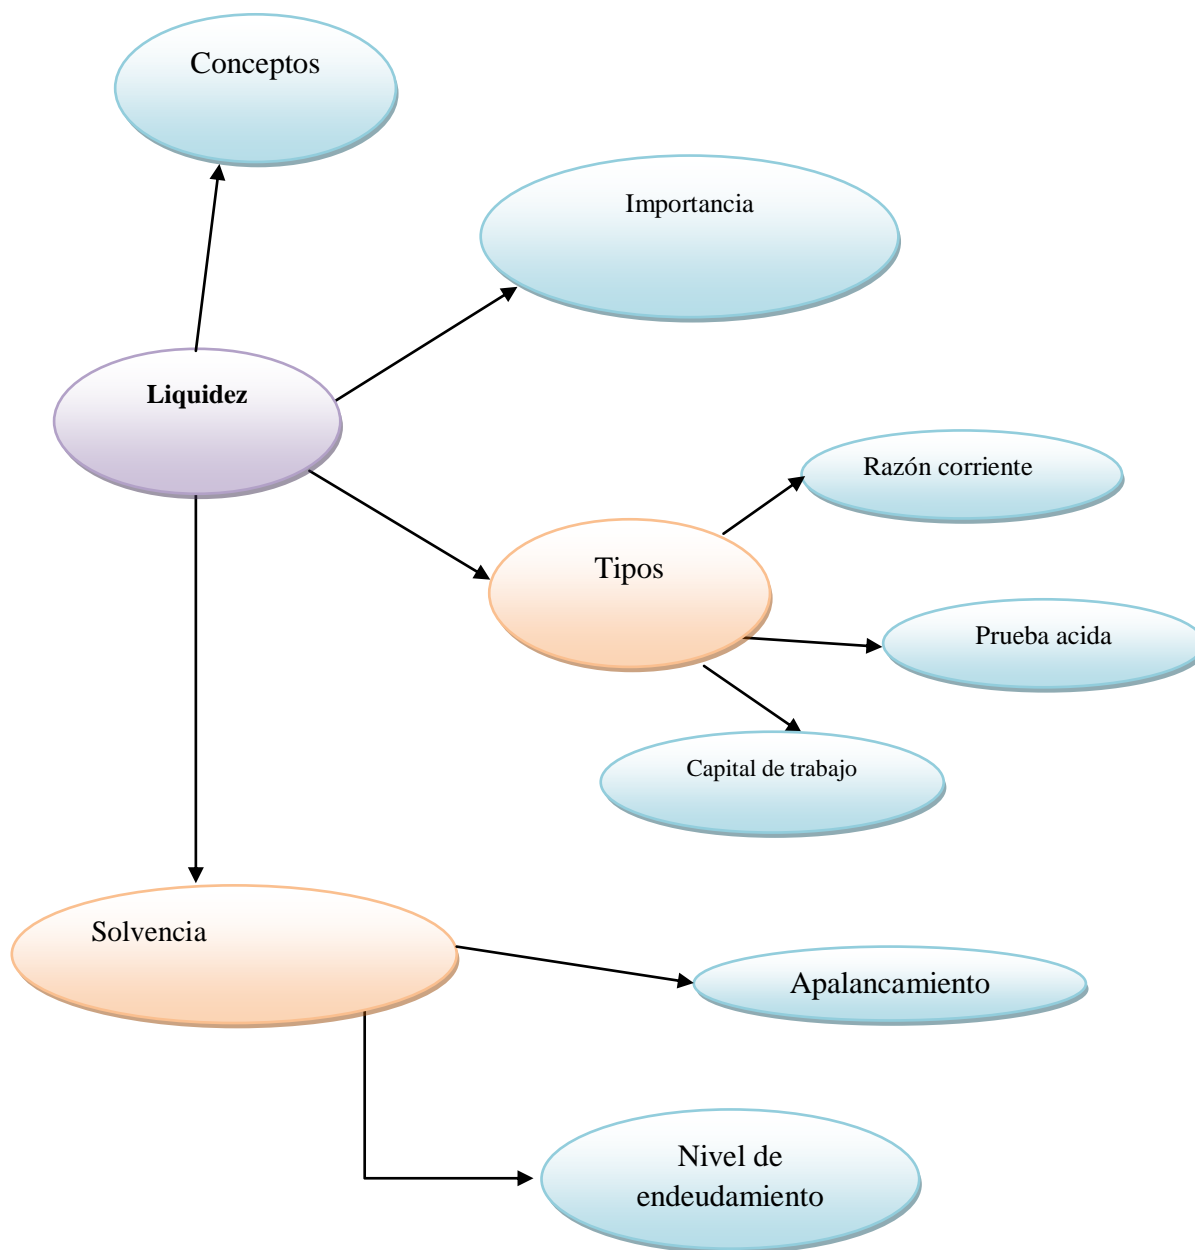 Conceptos
Importancia
Liquidez
Razón corriente
Tipos
Prueba acida
Capital de trabajo
Solvencia
Apalancamiento
Nivel de
endeudamiento